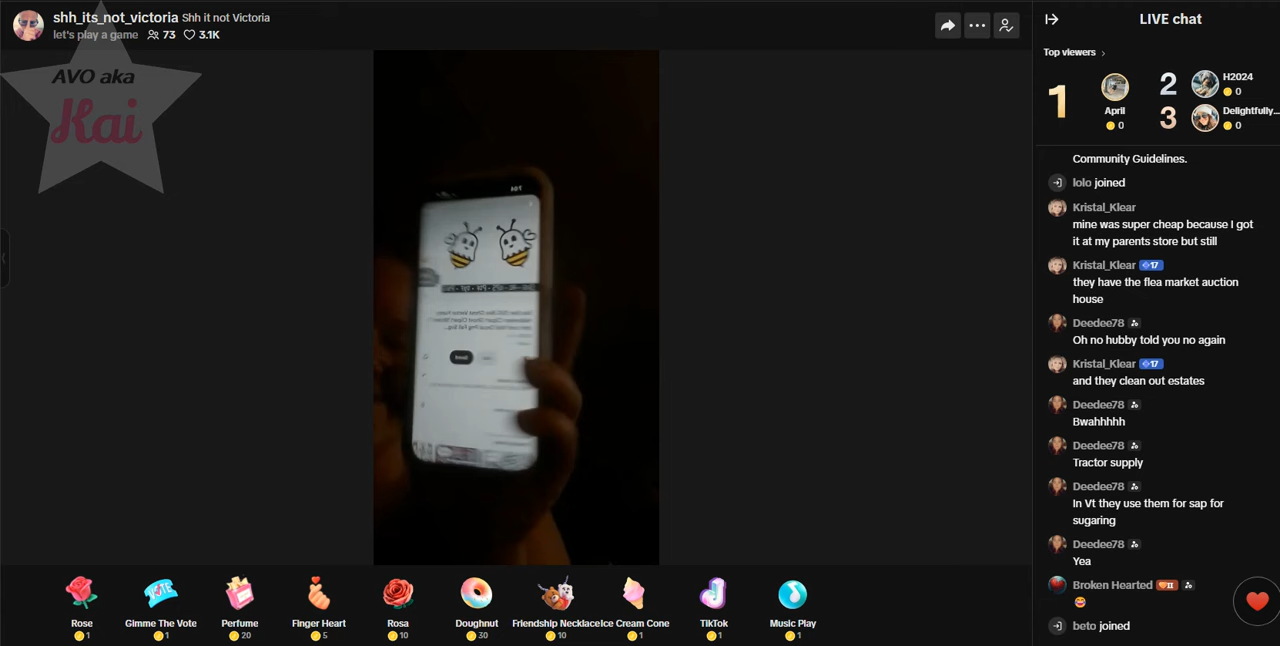 shh_its_not_victoria Shh it not Victoria
let's play a game 73 3.1K
AVO aka
Kai
LIVE chat
Top viewers
1
April
0
2
H2024
0
3
Delightfully...
0
Community Guidelines.
lolo joined
Kristal_Klear
mine was super cheap because I got
it at my parents store but still
Kristal_Klear 17
they have the flea market auction
house
Deedee78
Oh no hubby told you no again
Kristal_Klear 17
and they clean out estates
Deedee78
Bwahhhhh
Deedee78
Tractor supply
Deedee78
In Vt they use them for sap for
sugaring
Deedee78
Yea
Broken Hearted II
beto joined
Rose Gimme The Vote Perfume Finger Heart Rosa Doughnut Friendship Necklace Ice Cream Cone TikTok Music Play
1 1 20 5 10 30 10 1 1 1